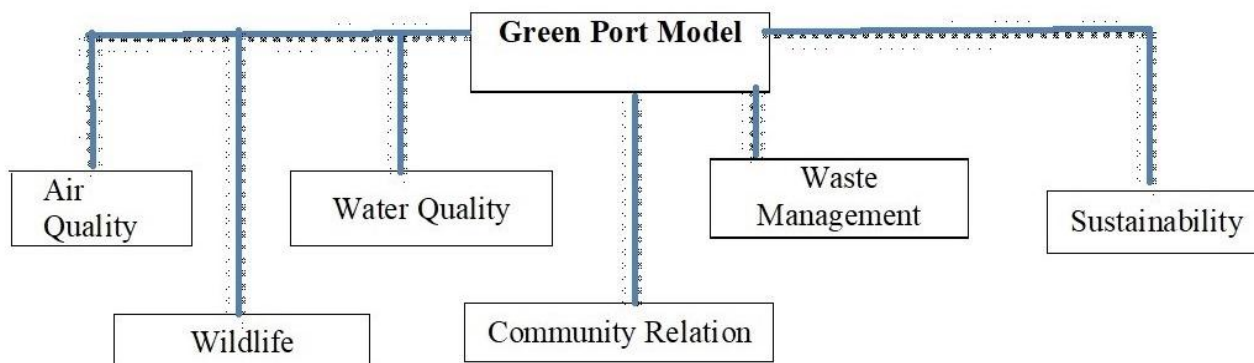 Green Port Model
Air
Quality
Water Quality
Waste
Management
Sustainability
Wildlife
Community Relation